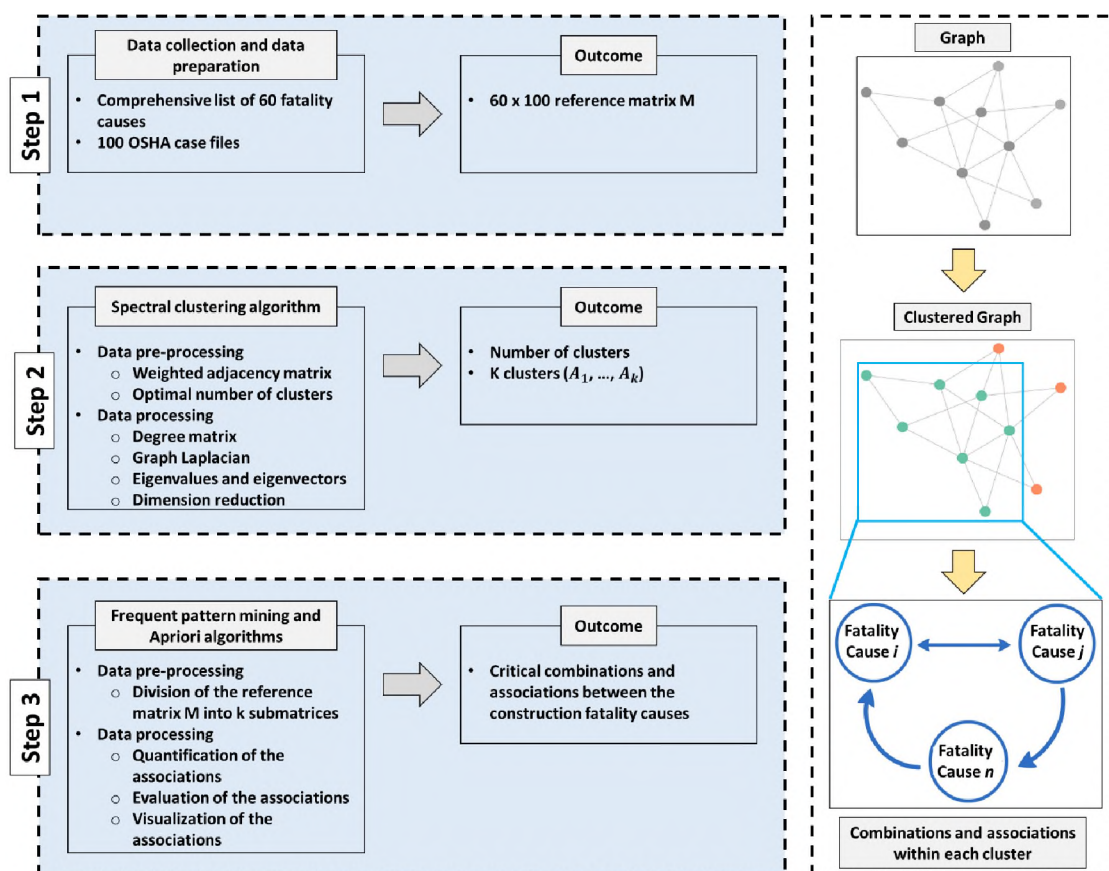 Step 1
Data collection and data
preparation
• Comprehensive list of 60 fatality
causes
• 100 OSHA case files
Outcome
• 60 x 100 reference matrix M
Step 2
Spectral clustering algorithm
• Data pre-processing
o Weighted adjacency matrix
o Optimal number of clusters
• Data processing
o Degree matrix
o Graph Laplacian
o Eigenvalues and eigenvectors
o Dimension reduction
Outcome
• Number of clusters
• K clusters (A₁, …, Aₖ)
Step 3
Frequent pattern mining and
Apriori algorithms
• Data pre-processing
o Division of the reference
matrix M into k submatrices
• Data processing
o Quantification of the
associations
o Evaluation of the associations
o Visualization of the
associations
Outcome
• Critical combinations and
associations between the
construction fatality causes
Graph
Clustered Graph
Fatality
Cause i
Fatality
Cause j
Fatality
Cause n
Combinations and associations
within each cluster